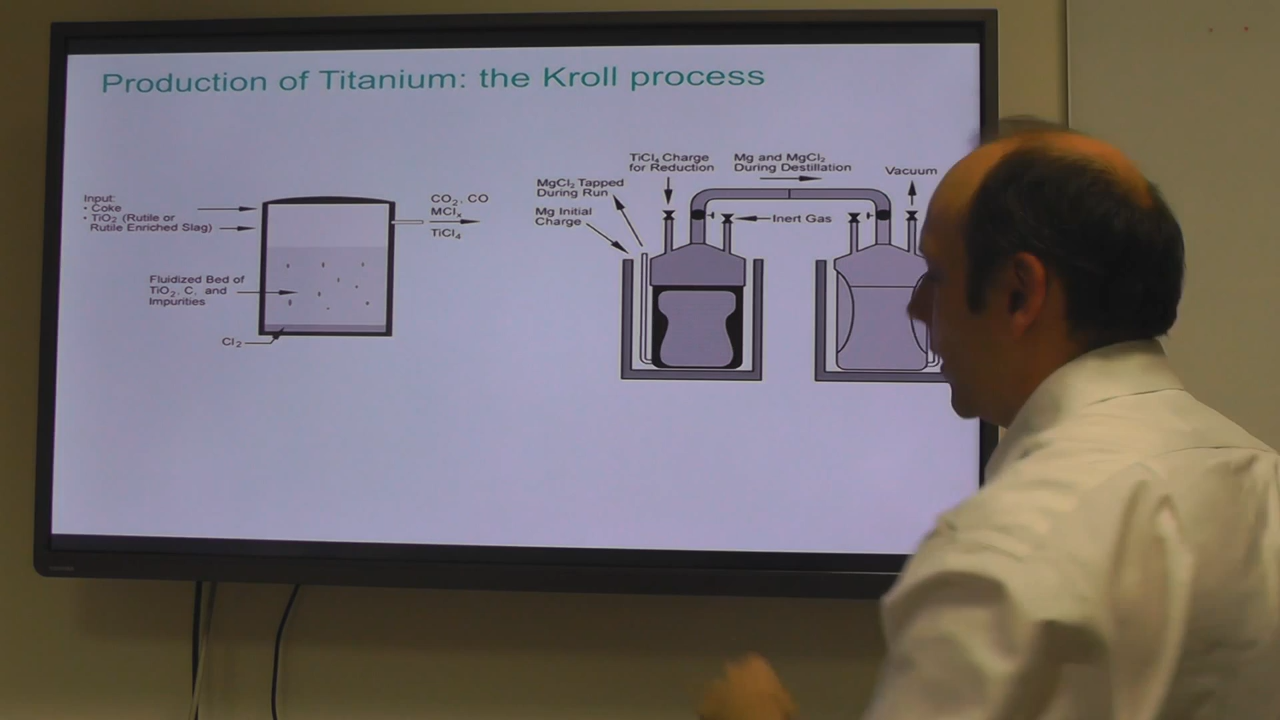 Production of Titanium: the Kroll process
Input:
• Coke
• TiO2 (Rutile or
Rutile Enriched Slag)
Fluidized Bed of
TiO2, C, and
Impurities
Cl2
CO2, CO
MClx
TiCl4
MgCl2 Tapped
During Run
Mg Initial
Charge
TiCl4 Charge
for Reduction
Mg and MgCl2
During Destillation
Inert Gas
Vacuum